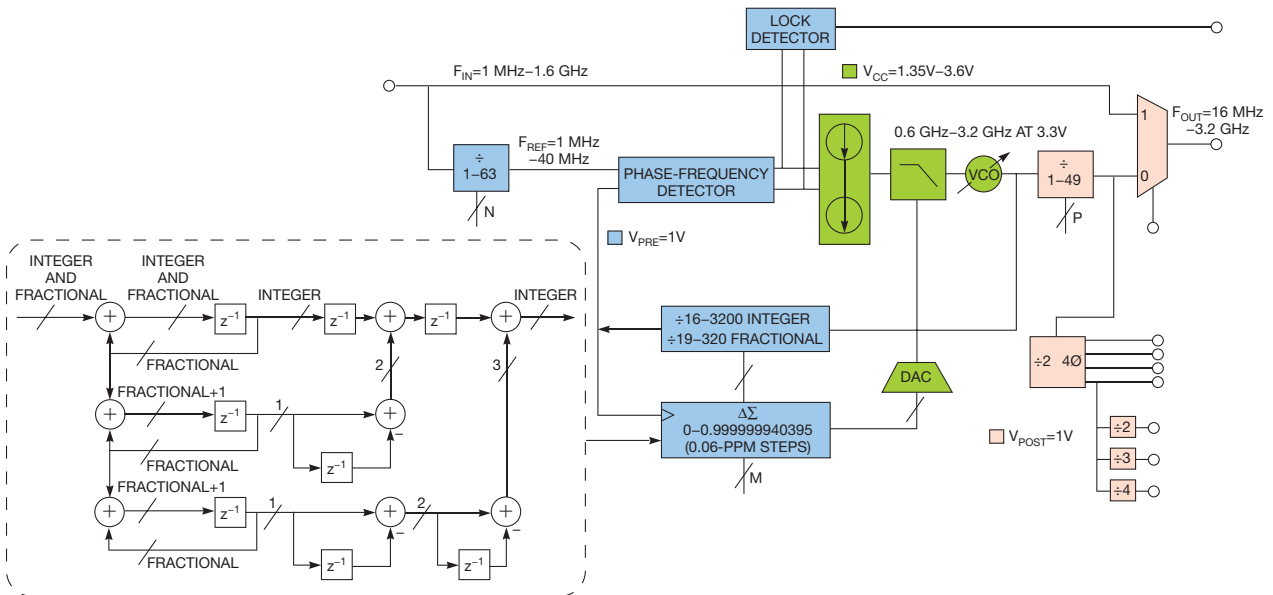 LOCK
DETECTOR
F_IN=1 MHz–1.6 GHz
V_CC=1.35V–3.6V
F_OUT=16 MHz
–3.2 GHz
1
0
F_REF=1 MHz
–40 MHz
÷
1–63
N
PHASE-FREQUENCY
DETECTOR
0.6 GHz–3.2 GHz AT 3.3V
VCO
÷
1–49
P
V_PRE=1V
÷16–3200 INTEGER
÷19–320 FRACTIONAL
DAC
ΔΣ
0–0.999999940395
(0.06-PPM STEPS)
M
÷2 4Ø
V_POST=1V
÷2
÷3
÷4
INTEGER
AND
FRACTIONAL
INTEGER
AND
FRACTIONAL
INTEGER
INTEGER
+
z⁻¹
z⁻¹
+
z⁻¹
+
FRACTIONAL
2
3
FRACTIONAL+1
+
z⁻¹
1
+
–
z⁻¹
FRACTIONAL
FRACTIONAL+1
+
z⁻¹
1
+
–
2
+
–
z⁻¹
z⁻¹
FRACTIONAL